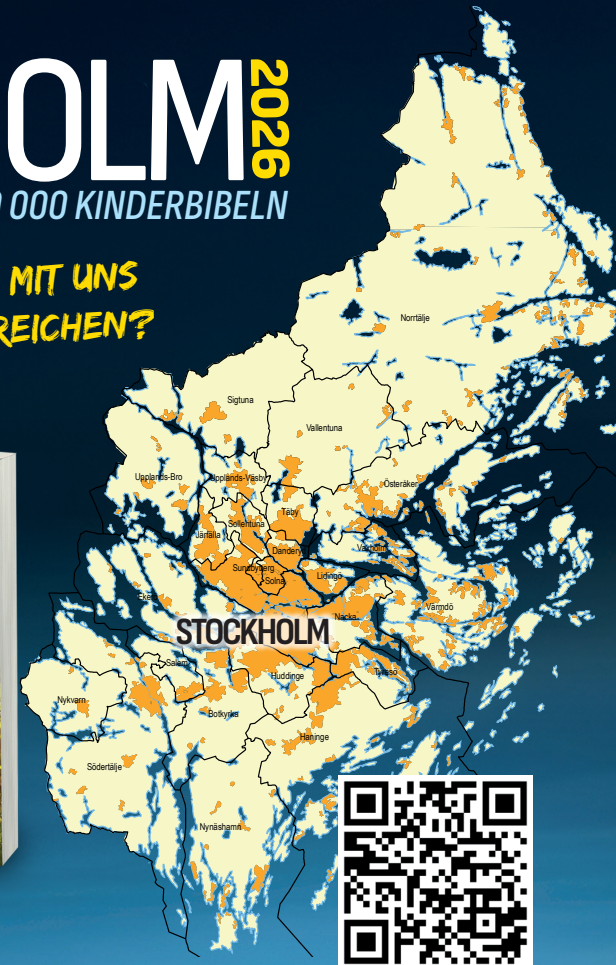 OLM
2026
000 KINDERBIBELN
MIT UNS
REICHEN?
Norrtälje
Sigtuna
Vallentuna
Upplands-Bro
Upplands-Väsby
Österåker
Täby
Sollentuna
Järfälla
Danderyd
Vaxholm
Sundbyberg
Solna
Lidingö
Ekerö
Värmdö
Nacka
STOCKHOLM
Salem
Tyresö
Huddinge
Nykvarn
Botkyrka
Haninge
Södertälje
Nynäshamn